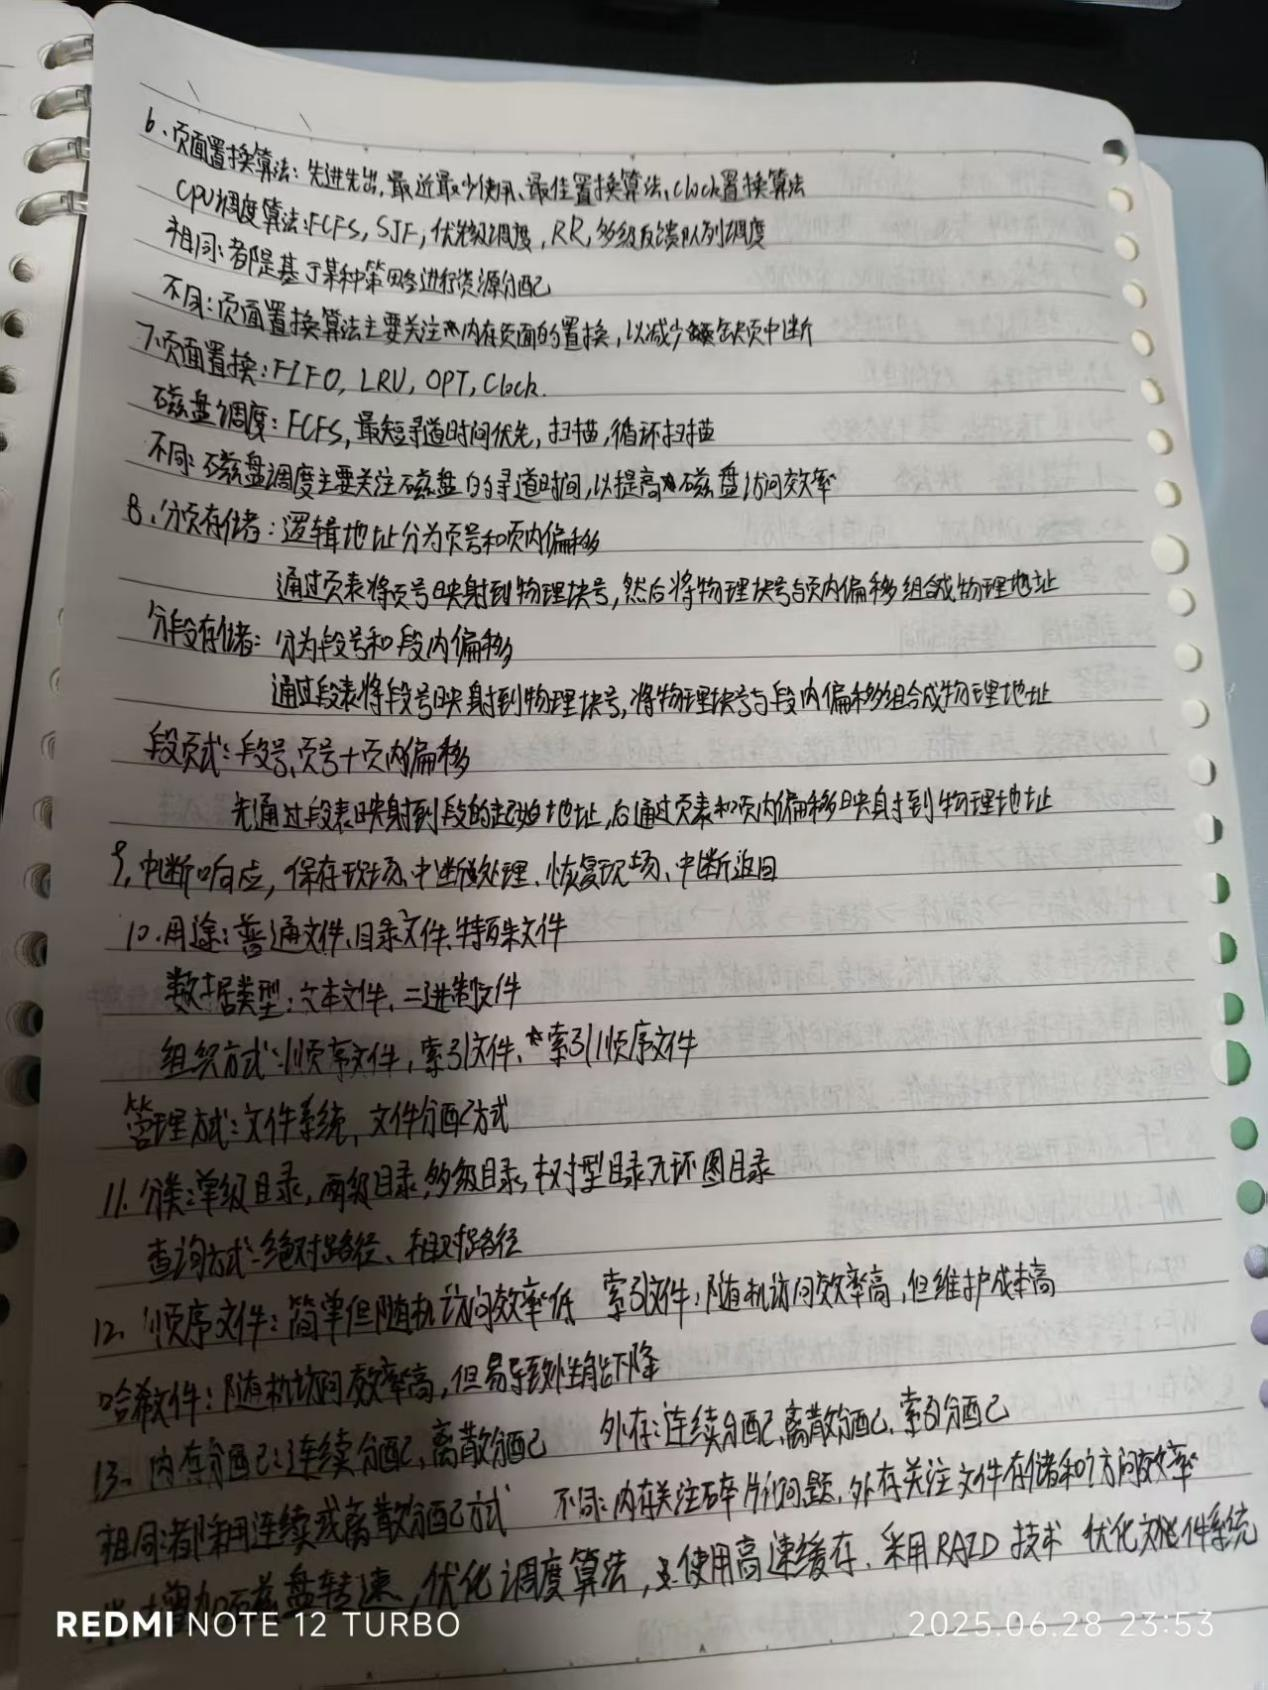 6、页面置换算法：先进先出，最近最少使用、最佳置换算法、Clock置换算法
CPU调度算法：FCFS，SJF，优先级调度，RR，多级反馈队列调度
相同：都是基于某种策略进行资源分配
不同：页面置换算法主要关注内存页面的置换，以减少缺页中断
7、页面置换：FIFO，LRU，OPT，Clock.
磁盘调度：FCFS，最短寻道时间优先，扫描，循环扫描
不同：磁盘调度主要关注磁盘的寻道时间，以提高磁盘访问效率
8、分页存储：逻辑地址分为页号和页内偏移
通过页表将页号映射到物理块号，然后将物理块号与页内偏移组合成物理地址
分段存储：分为段号和段内偏移
通过段表将段号映射到物理块号，将物理块号与段内偏移组合成物理地址
段页式：段号、页号+页内偏移
先通过段表映射到段的起始地址，后通过页表和页内偏移映射到物理地址
9、中断响应，保存现场、中断处理、恢复现场、中断返回
10.用途：普通文件、目录文件、特殊文件
数据类型：文本文件、二进制文件
组织方式：顺序文件，索引文件、索引顺序文件
管理方式：文件系统，文件分配方式
11.分类：单级目录，两级目录，多级目录，树型目录无环图目录
查询方式：绝对路径、相对路径
12.顺序文件：简单但随机访问效率低 索引文件：随机访问效率高，但维护成本高
哈希文件：随机访问效率高，但易导致性能下降
13、内存分配：连续分配，离散分配 外存：连续分配，离散分配，索引分配
相同：都采用连续或离散分配方式 不同：内存关注碎片问题，外存关注文件存储和访问效率
增加磁盘转速，优化调度算法，使用高速缓存、采用RAID技术 优化文件系统
REDMI NOTE 12 TURBO
2025.06.28 23:53